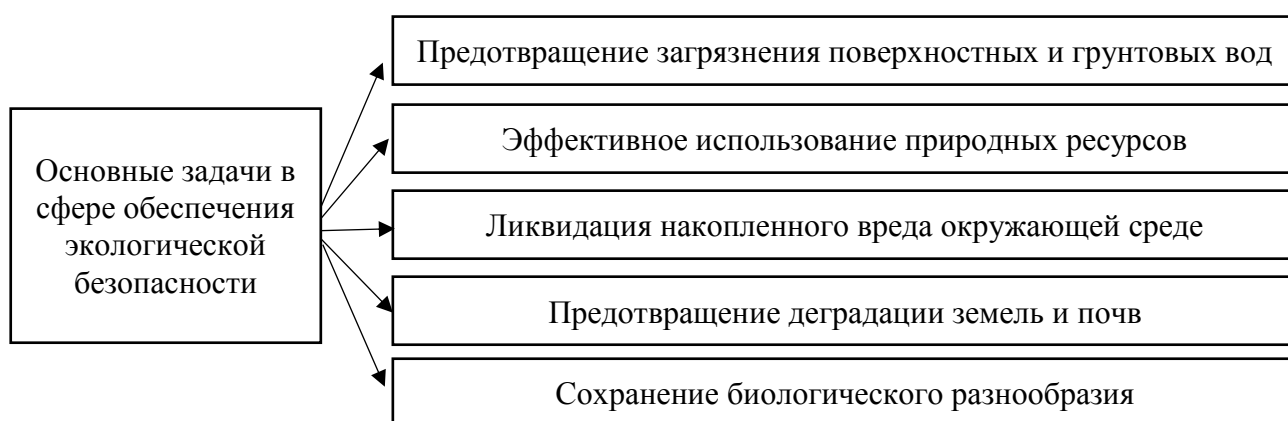 Предотвращение загрязнения поверхностных и грунтовых вод
Эффективное использование природных ресурсов
Основные задачи в
сфере обеспечения
экологической
безопасности
Ликвидация накопленного вреда окружающей среде
Предотвращение деградации земель и почв
Сохранение биологического разнообразия